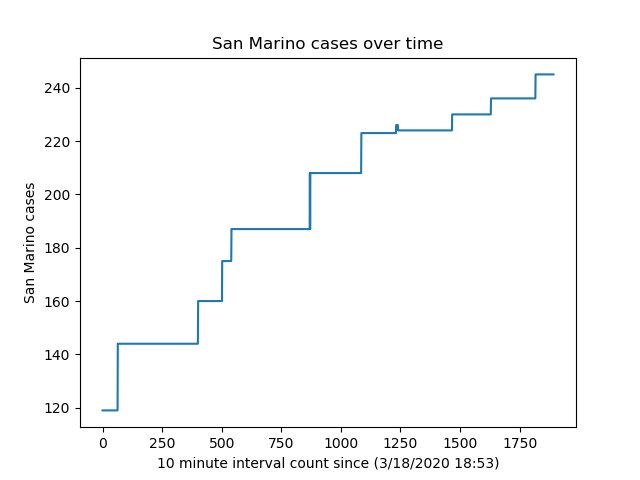 San Marino cases over time
San Marino cases
240
220
200
180
160
140
120
0 250 500 750 1000 1250 1500 1750
10 minute interval count since (3/18/2020 18:53)